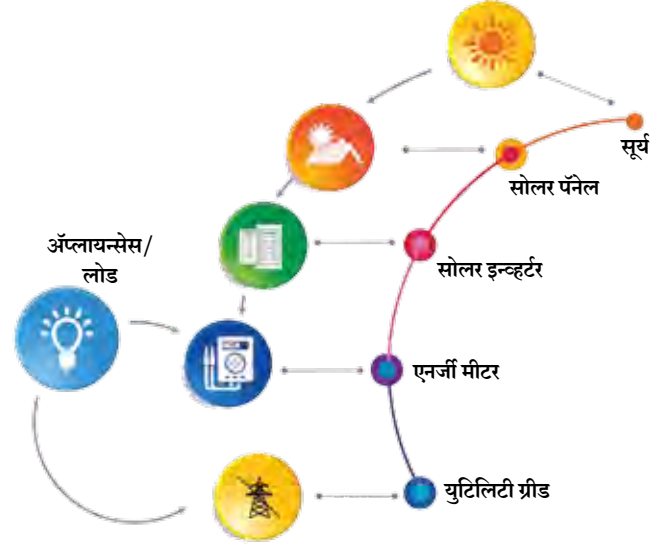 सूर्य
सोलर पॅनेल
ॲप्लायन्सेस/
लोड
सोलर इन्व्हर्टर
एनर्जी मीटर
युटिलिटी ग्रीड